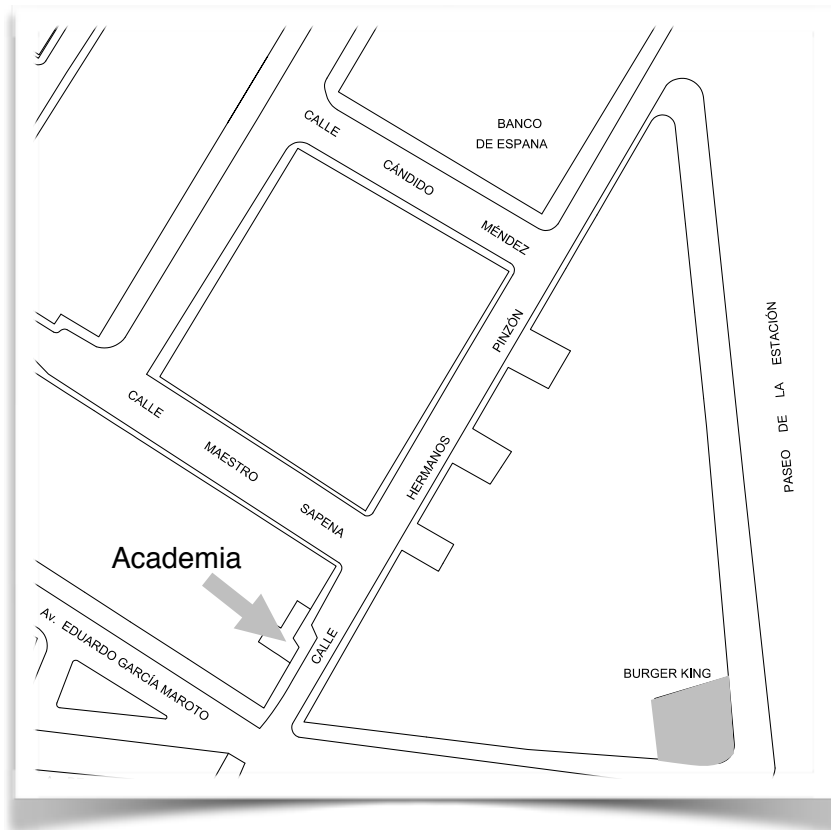 BANCO
DE ESPANA
CALLE CÁNDIDO MÉNDEZ
CALLE HERMANOS PINZÓN
PASEO DE LA ESTACIÓN
CALLE MAESTRO SAPENA
Academia
Av. EDUARDO GARCÍA MAROTO
BURGER KING